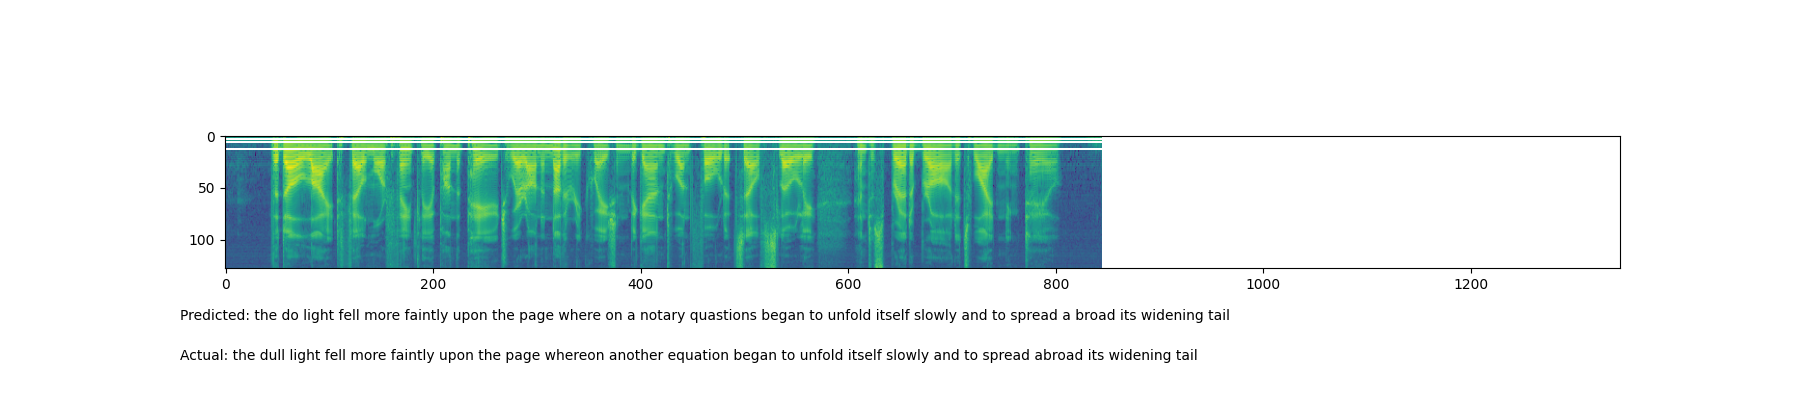 0
50
100
0 200 400 600 800 1000 1200
Predicted: the do light fell more faintly upon the page where on a notary quastions began to unfold itself slowly and to spread a broad its widening tail
Actual: the dull light fell more faintly upon the page whereon another equation began to unfold itself slowly and to spread abroad its widening tail